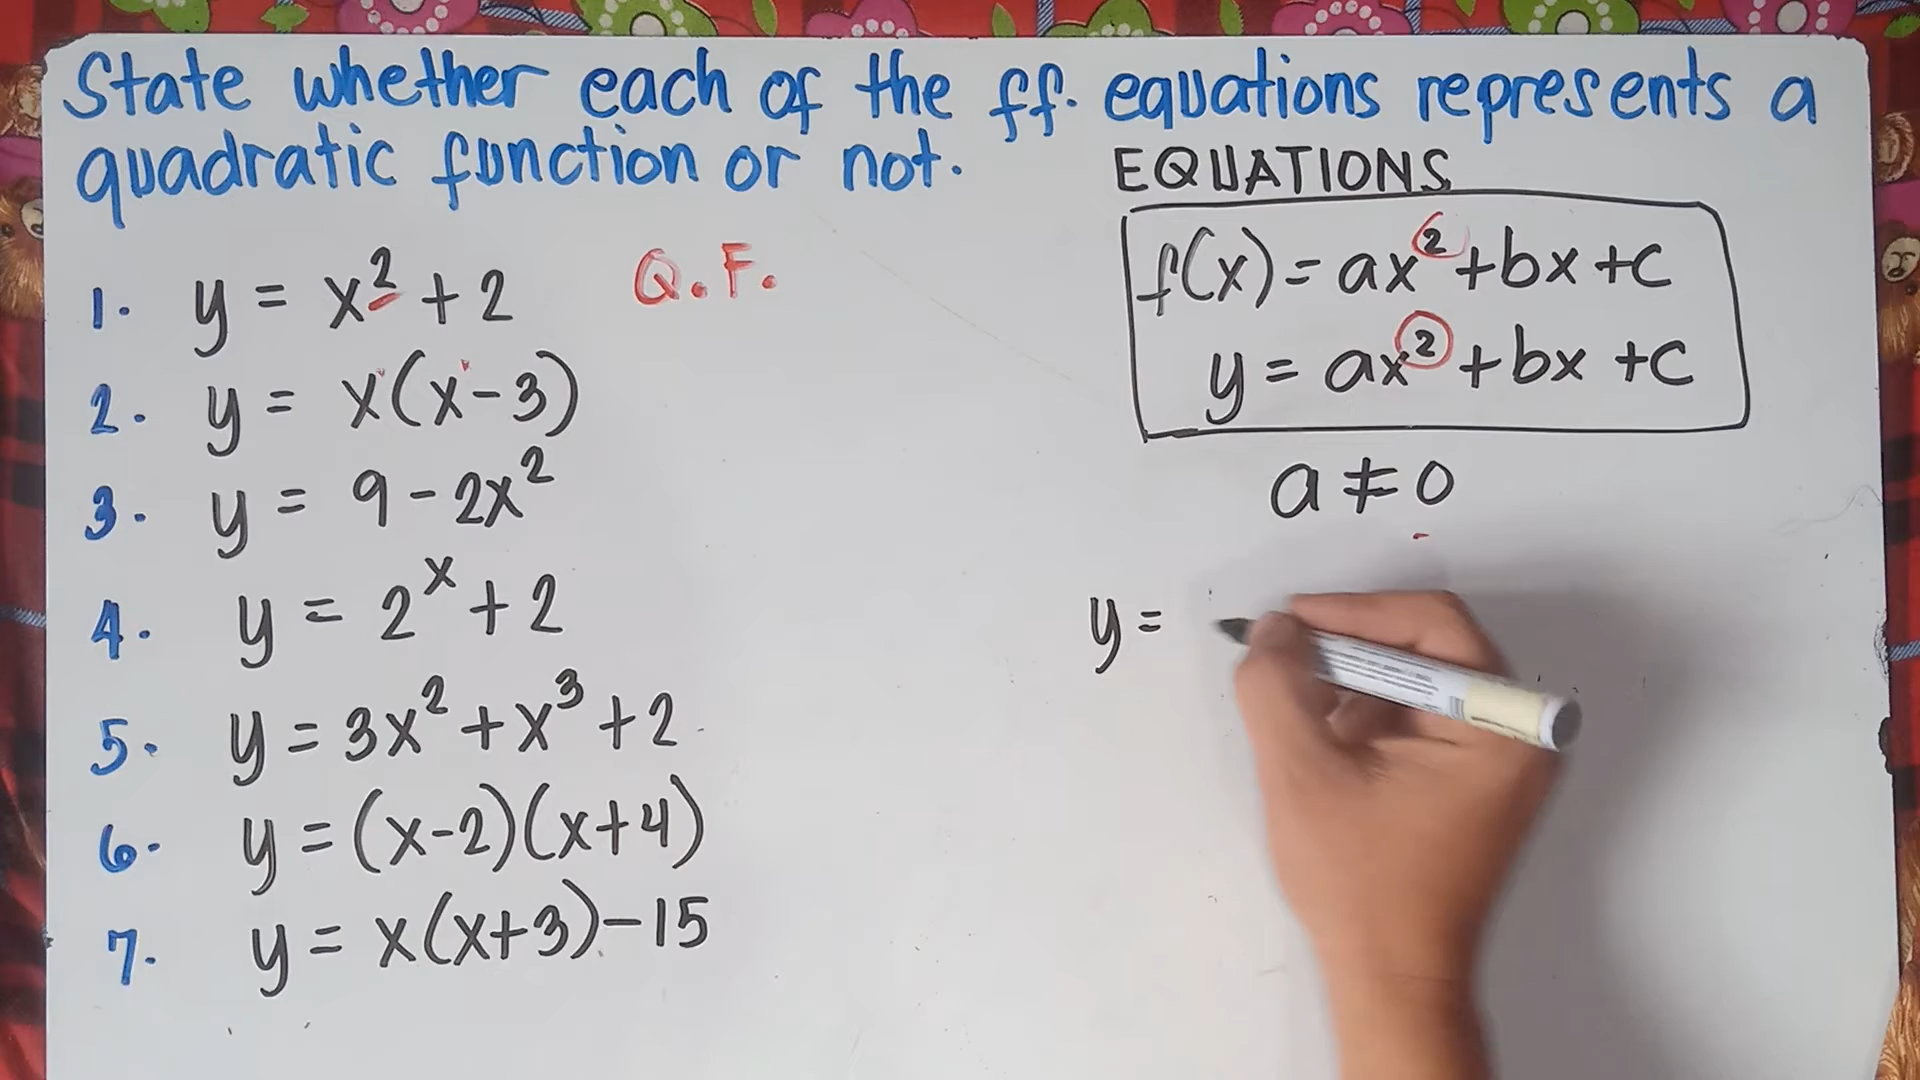 State whether each of the ff. equations represents a
quadratic function or not.
EQUATIONS
f(x) = ax² + bx + c
y = ax² + bx + c
a ≠ 0
1. y = x² + 2 Q.F.
2. y = x(x-3)
3. y = 9 - 2x²
4. y = 2ˣ + 2
5. y = 3x² + x³ + 2
6. y = (x-2)(x+4)
7. y = x(x+3)-15
y =